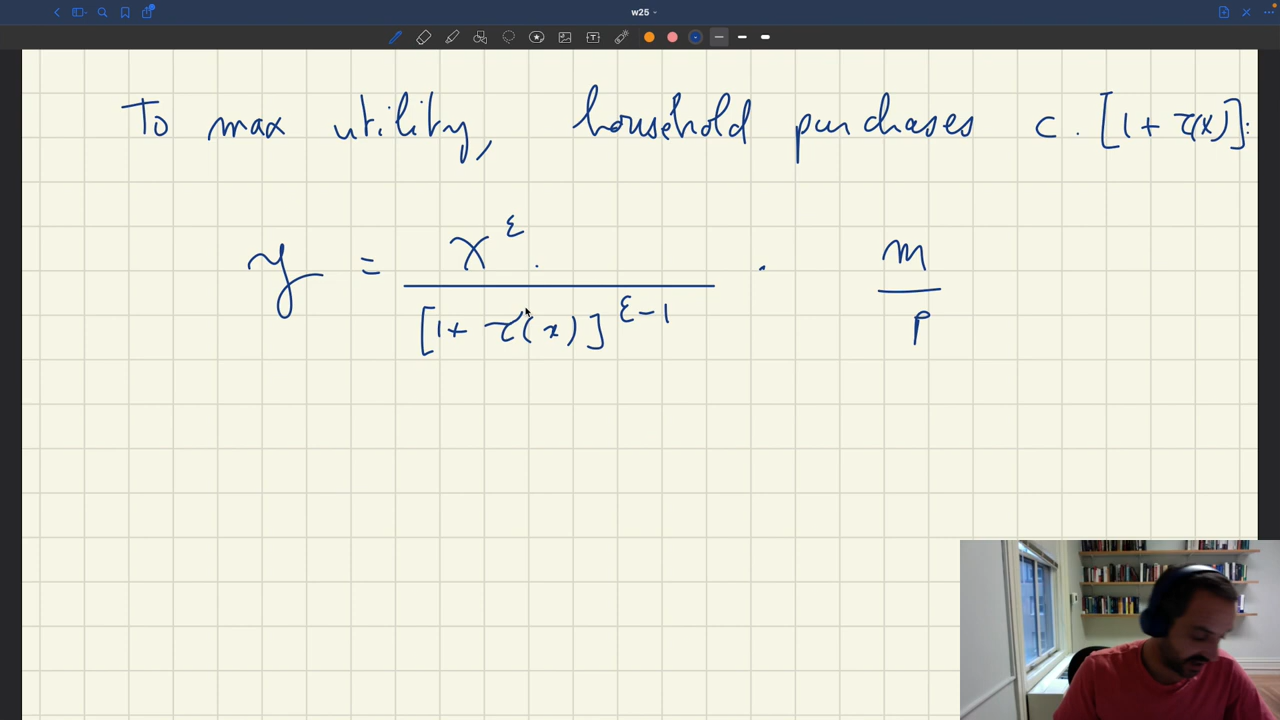 w25
To max utility, household purchases c . [1 + τ(x)]:
y = x^ε / [1 + τ(x)]^(ε-1) . m / p